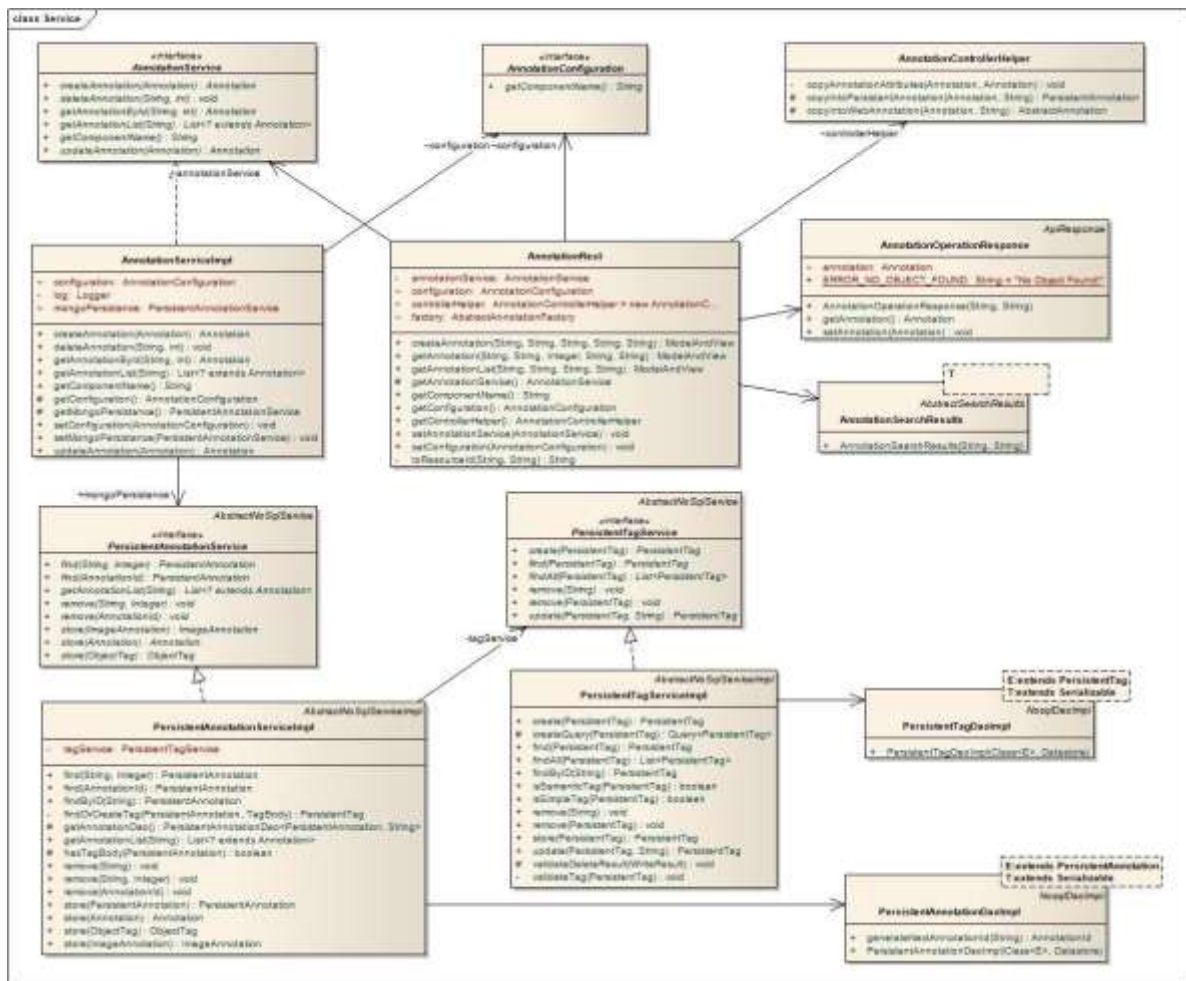 class Service
«interface»
AnnotationService
+ createAnnotation(Annotation) : Annotation
+ deleteAnnotation(String, int) : void
+ getAnnotationById(String, int) : Annotation
+ getAnnotationList(String) : List<? extends Annotation>
+ getComponentName() : String
+ updateAnnotation(Annotation) : Annotation
«interface»
AnnotationConfiguration
+ getComponentName() : String
AnnotationControllerHelper
- copyAnnotationAttributes(Annotation, Annotation) : void
# copyIntoPersistentAnnotation(Annotation, String) : PersistentAnnotation
# copyIntoWebAnnotation(Annotation, String) : AbstractAnnotation
-annotationService
-configuration
-configuration
-controllerHelper
AnnotationServiceImpl
- configuration: AnnotationConfiguration
- log: Logger
- mongoPersistance: PersistentAnnotationService
+ createAnnotation(Annotation) : Annotation
+ deleteAnnotation(String, int) : void
+ getAnnotationById(String, int) : Annotation
+ getAnnotationList(String) : List<? extends Annotation>
+ getComponentName() : String
# getConfiguration() : AnnotationConfiguration
# getMongoPersistance() : PersistentAnnotationService
+ setConfiguration(AnnotationConfiguration) : void
+ setMongoPersistance(PersistentAnnotationService) : void
+ updateAnnotation(Annotation) : Annotation
AnnotationRest
- annotationService: AnnotationService
- configuration: AnnotationConfiguration
- controllerHelper: AnnotationControllerHelper = new AnnotationC...
- factory: AbstractAnnotationFactory
+ createAnnotation(String, String, String, String, String) : ModelAndView
+ getAnnotation(String, String, Integer, String, String) : ModelAndView
+ getAnnotationList(String, String, String, String) : ModelAndView
# getAnnotationService() : AnnotationService
+ getComponentName() : String
+ getConfiguration() : AnnotationConfiguration
+ getControllerHelper() : AnnotationControllerHelper
+ setAnnotationService(AnnotationService) : void
+ setConfiguration(AnnotationConfiguration) : void
- toResourceId(String, String) : String
ApiResponse
AnnotationOperationResponse
- annotation: Annotation
+ ERROR_NO_OBJECT_FOUND: String = "No Object Found!"
+ AnnotationOperationResponse(String, String)
+ getAnnotation() : Annotation
+ setAnnotation(Annotation) : void
T
AbstractSearchResults
AnnotationSearchResults
+ AnnotationSearchResults(String, String)
-mongoPersistance
AbstractNoSqlService
«interface»
PersistentAnnotationService
+ find(String, Integer) : PersistentAnnotation
+ find(AnnotationId) : PersistentAnnotation
+ getAnnotationList(String) : List<? extends Annotation>
+ remove(String, Integer) : void
+ remove(AnnotationId) : void
+ store(ImageAnnotation) : ImageAnnotation
+ store(Annotation) : Annotation
+ store(ObjectTag) : ObjectTag
AbstractNoSqlService
«interface»
PersistentTagService
+ create(PersistentTag) : PersistentTag
+ find(PersistentTag) : PersistentTag
+ findAll(PersistentTag) : List<PersistentTag>
+ remove(String) : void
+ remove(PersistentTag) : void
+ update(PersistentTag, String) : PersistentTag
-tagService
AbstractNoSqlServiceImpl
PersistentAnnotationServiceImpl
- tagService: PersistentTagService
+ find(String, Integer) : PersistentAnnotation
+ find(AnnotationId) : PersistentAnnotation
+ findByID(String) : PersistentAnnotation
- findOrCreateTag(PersistentAnnotation, TagBody) : PersistentTag
# getAnnotationDao() : PersistentAnnotationDao<PersistentAnnotation, String>
+ getAnnotationList(String) : List<? extends Annotation>
# hasTagBody(PersistentAnnotation) : boolean
+ remove(String) : void
+ remove(String, Integer) : void
+ remove(AnnotationId) : void
+ store(PersistentAnnotation) : PersistentAnnotation
+ store(Annotation) : Annotation
+ store(ObjectTag) : ObjectTag
+ store(ImageAnnotation) : ImageAnnotation
AbstractNoSqlServiceImpl
PersistentTagServiceImpl
+ create(PersistentTag) : PersistentTag
# createQuery(PersistentTag) : Query<PersistentTag>
+ find(PersistentTag) : PersistentTag
+ findAll(PersistentTag) : List<PersistentTag>
+ findByID(String) : PersistentTag
+ isSemanticTag(PersistentTag) : boolean
+ isSimpleTag(PersistentTag) : boolean
+ remove(String) : void
+ remove(PersistentTag) : void
+ store(PersistentTag) : PersistentTag
+ update(PersistentTag, String) : PersistentTag
# validateDeleteResult(WriteResult) : void
- validateTag(PersistentTag) : void
E:extends PersistentTag
T:extends Serializable
NosqlDaoImpl
PersistentTagDaoImpl
+ PersistentTagDaoImpl(Class<E>, Datastore)
E:extends PersistentAnnotation
T:extends Serializable
NosqlDaoImpl
PersistentAnnotationDaoImpl
+ generateNextAnnotationId(String) : AnnotationId
+ PersistentAnnotationDaoImpl(Class<E>, Datastore)